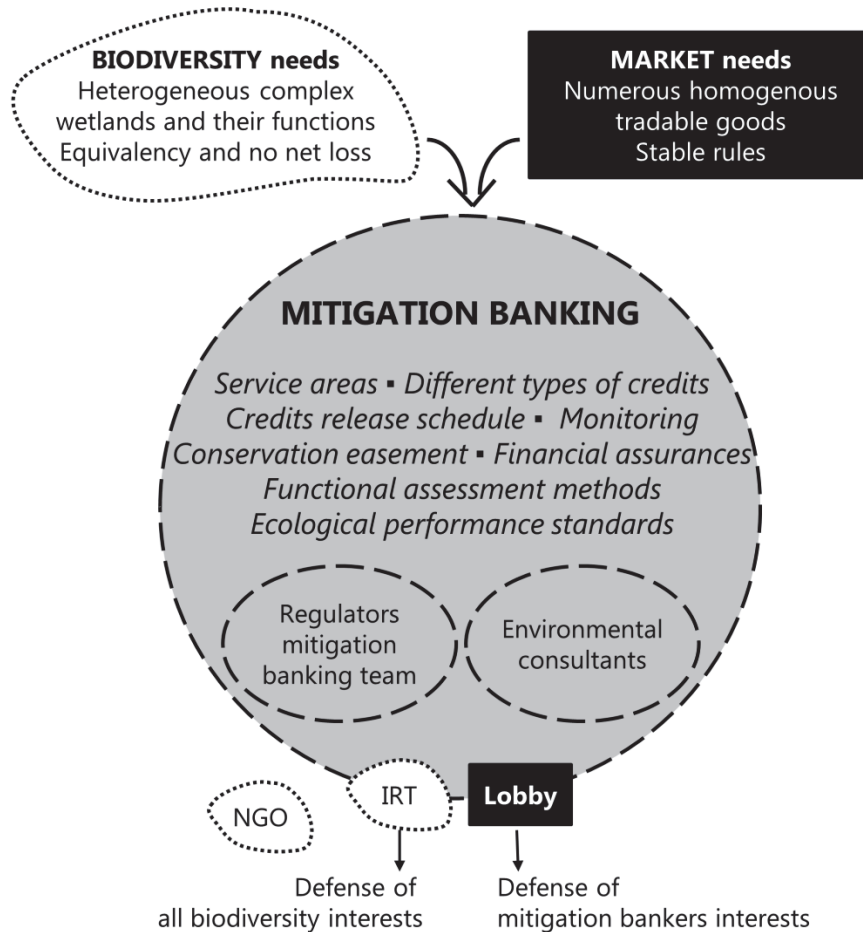 BIODIVERSITY needs
Heterogeneous complex
wetlands and their functions
Equivalency and no net loss
MARKET needs
Numerous homogenous
tradable goods
Stable rules
MITIGATION BANKING
Service areas ▪ Different types of credits
Credits release schedule ▪ Monitoring
Conservation easement ▪ Financial assurances
Functional assessment methods
Ecological performance standards
Regulators
mitigation
banking team
Environmental
consultants
NGO
IRT
Lobby
Defense of
all biodiversity interests
Defense of
mitigation bankers interests